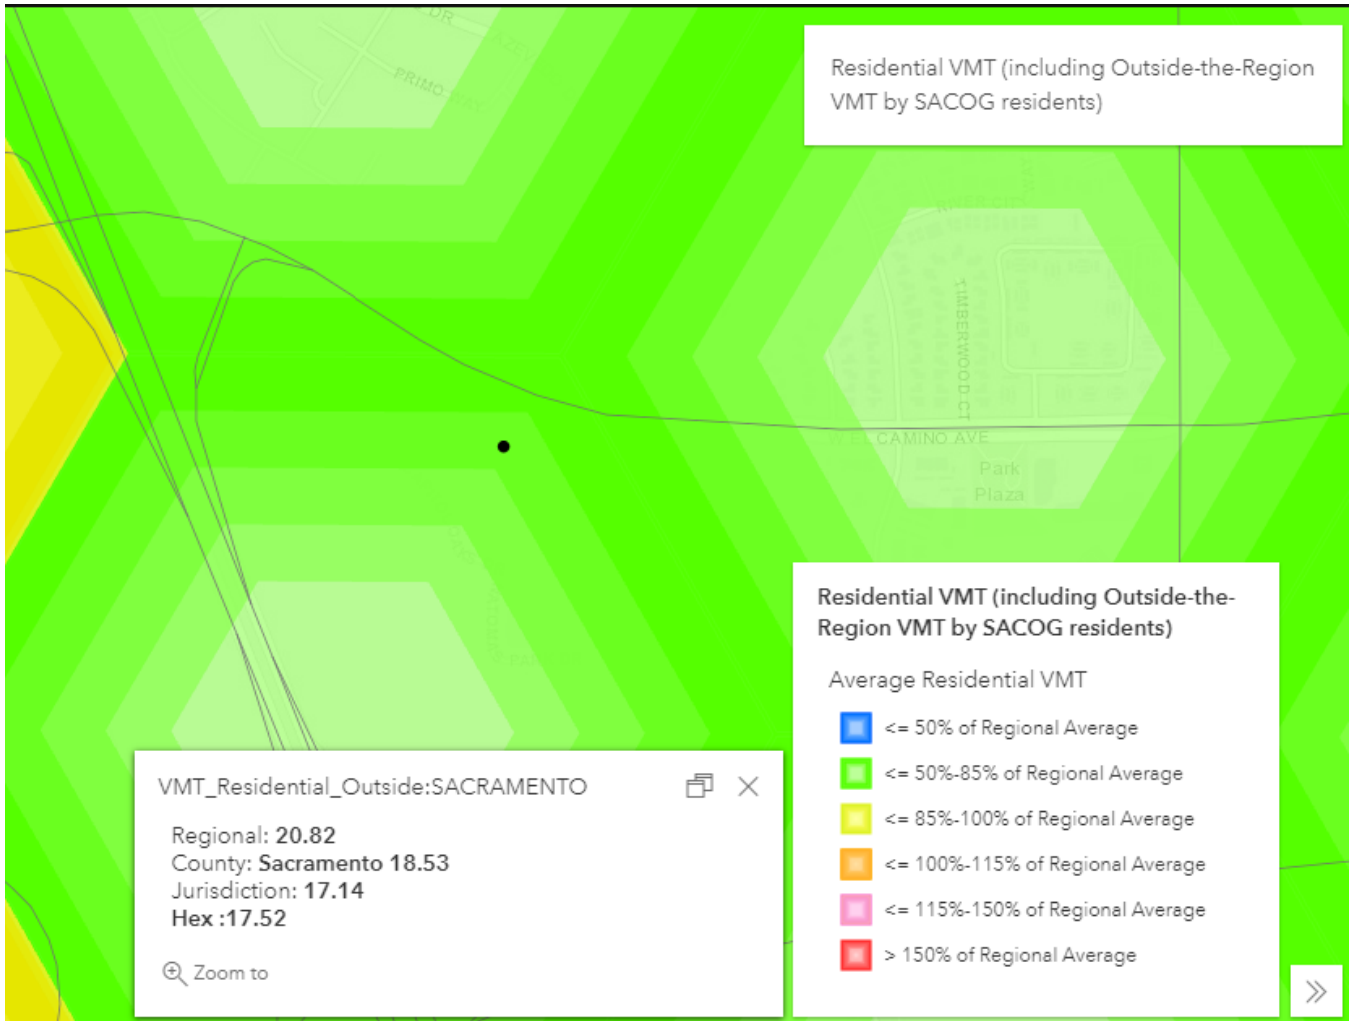 DR
PRIMO WAY
Residential VMT (including Outside-the-Region
VMT by SACOG residents)
RIVER CITY
TIMBERWOOD CT
W EL CAMINO AVE
Park
Plaza
Residential VMT (including Outside-the-
Region VMT by SACOG residents)
Average Residential VMT
<= 50% of Regional Average
<= 50%-85% of Regional Average
<= 85%-100% of Regional Average
<= 100%-115% of Regional Average
<= 115%-150% of Regional Average
> 150% of Regional Average
VMT_Residential_Outside:SACRAMENTO
Regional: 20.82
County: Sacramento 18.53
Jurisdiction: 17.14
Hex :17.52
Zoom to